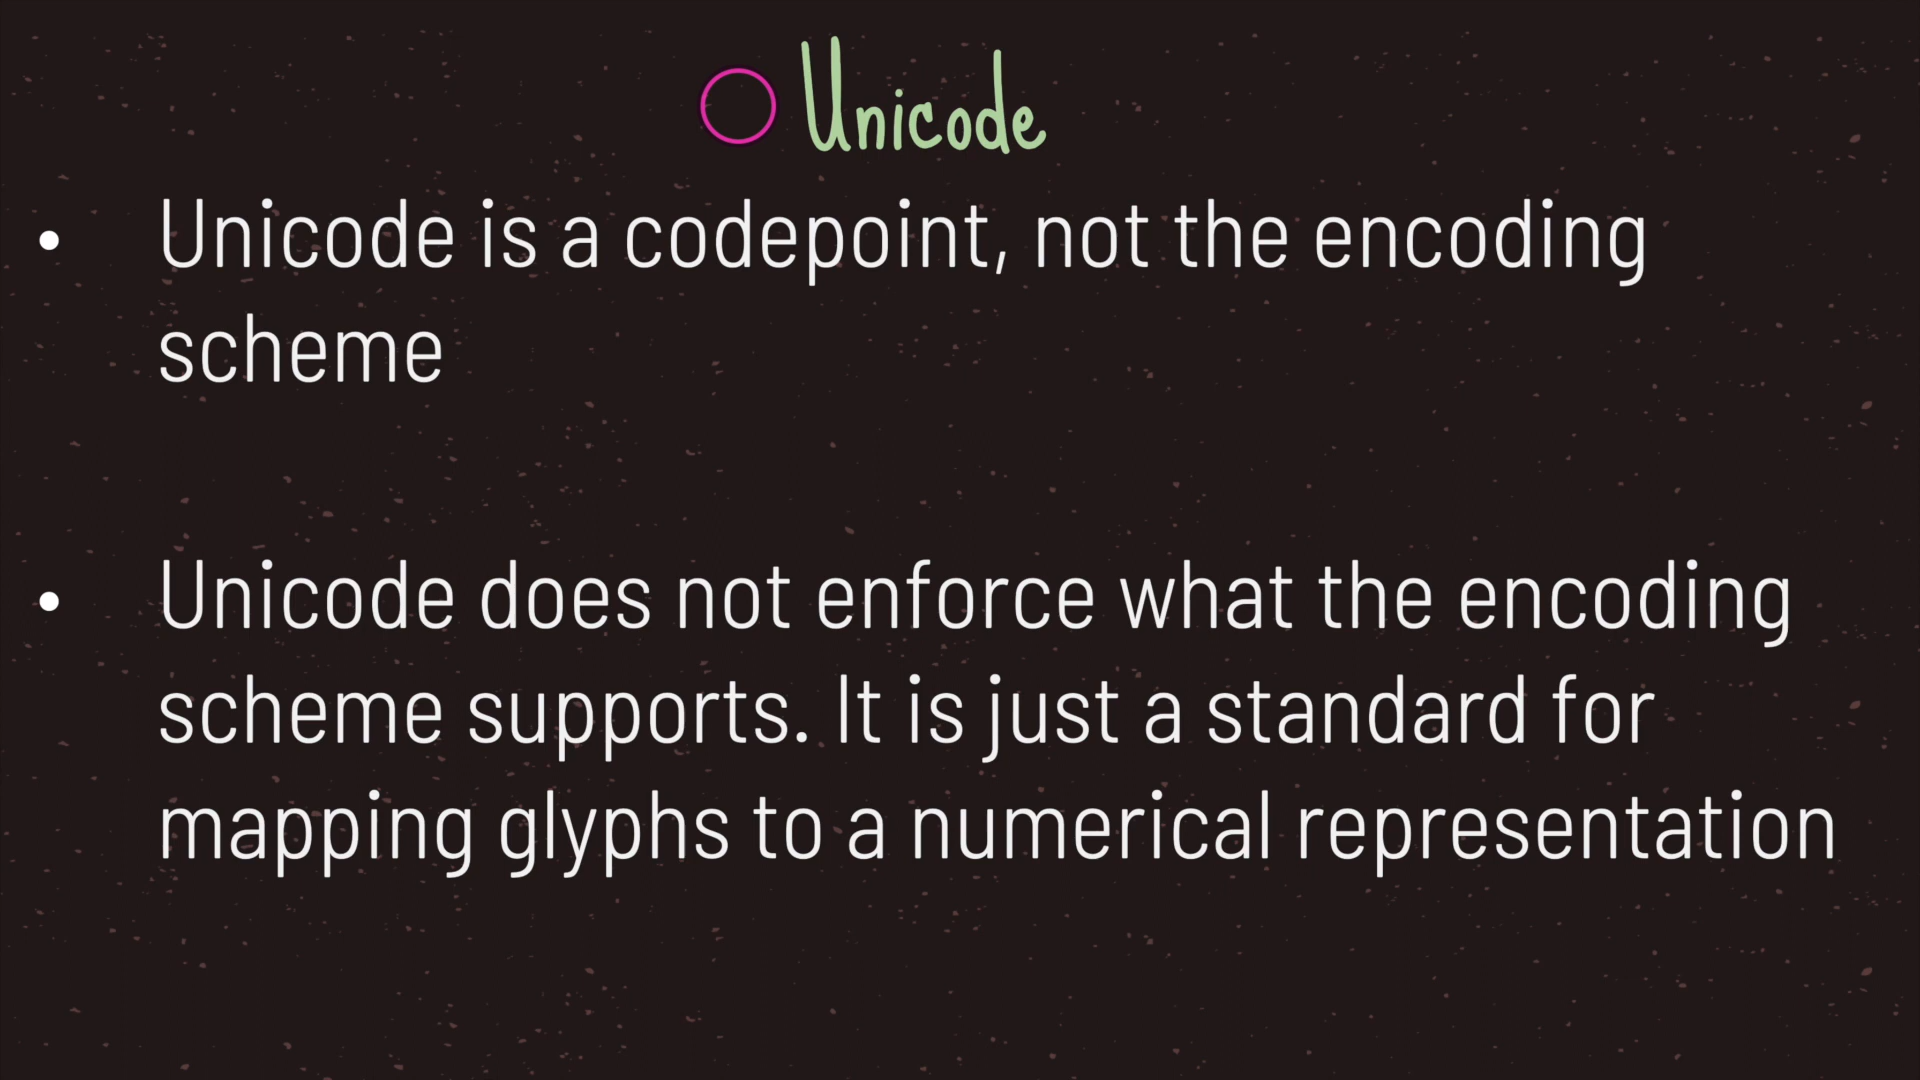 Unicode
• Unicode is a codepoint, not the encoding
scheme
• Unicode does not enforce what the encoding
scheme supports. It is just a standard for
mapping glyphs to a numerical representation